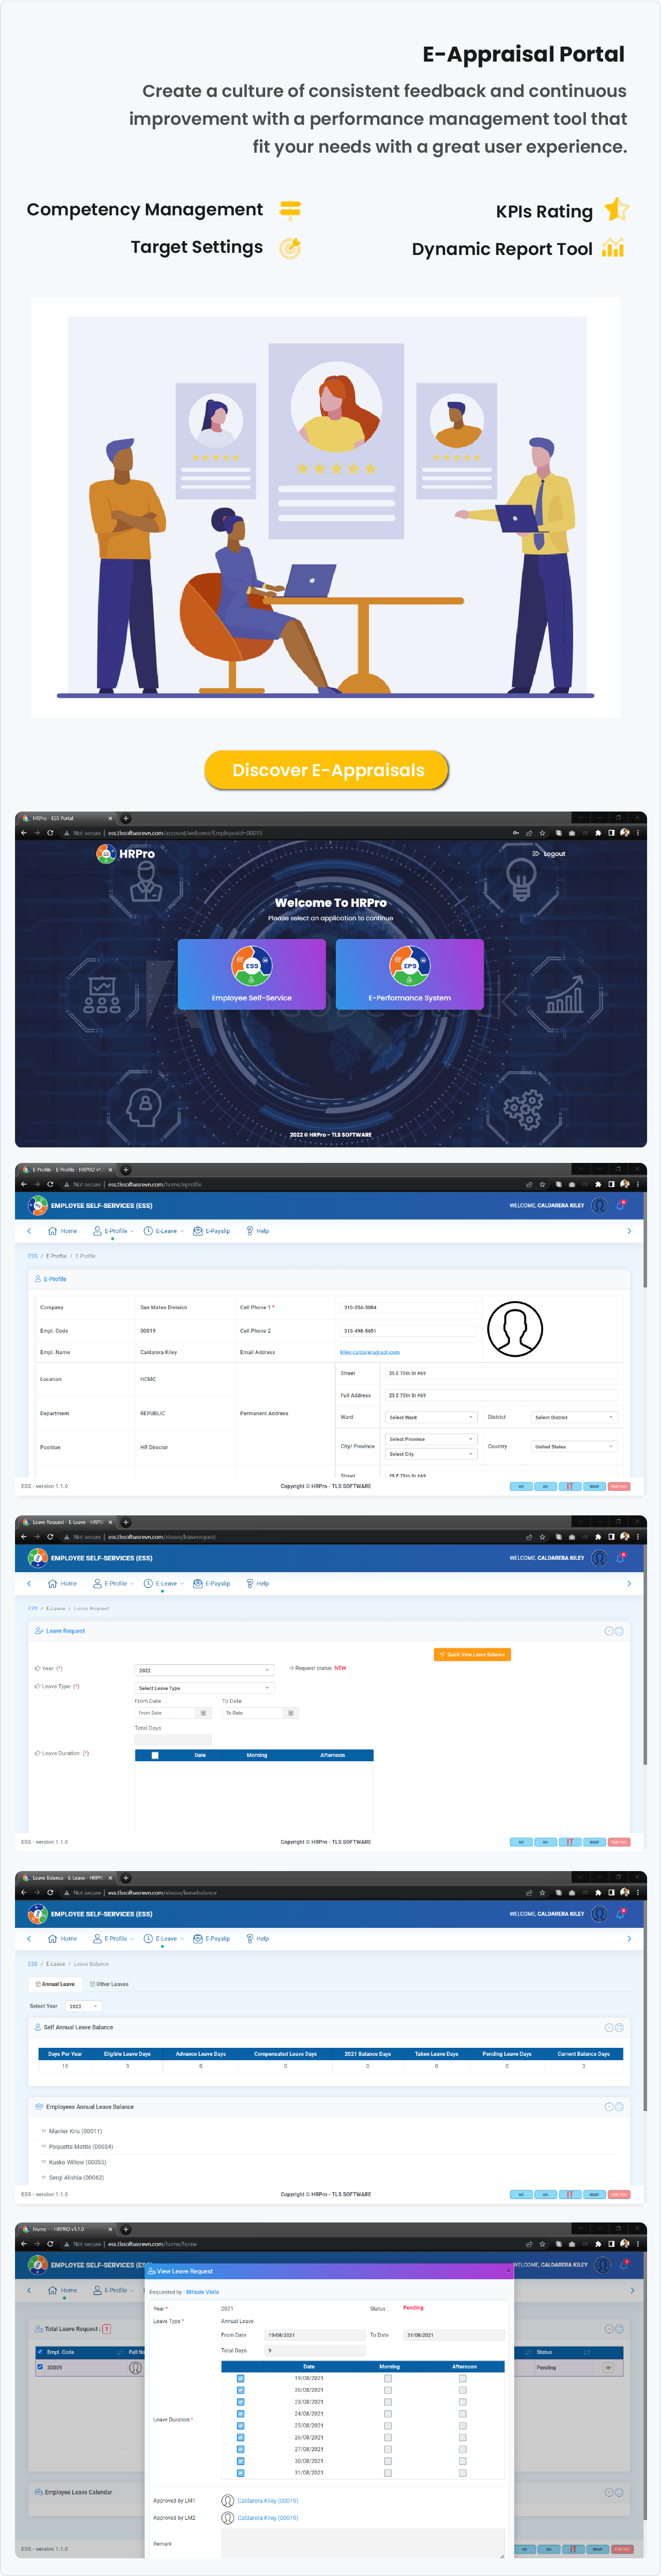 E-Appraisal Portal
Create a culture of consistent feedback and continuous
improvement with a performance management tool that
fit your needs with a great user experience.
Competency Management
KPIs Rating
Target Settings
Dynamic Report Tool
Discover E-Appraisals
HRPro - ESS Portal
Not secure | ess.tlssoftwarevn.com/account/welcome?EmployeeId=00019
HRPro
Logout
Welcome To HRPro
Please select an application to continue
ESS
EPS
Employee Self-Service
E-Performance System
2022 © HRPro - TLS SOFTWARE
E-Profile - E-Profile - HRPRO v1
Not secure | ess.tlssoftwarevn.com/home/eprofile
EMPLOYEE SELF-SERVICES (ESS)
WELCOME, CALDARERA KILEY
Home E-Profile E-Leave E-Payslip Help
ESS / E-Profile / E-Profile
E-Profile
Company San Mateo Division Cell Phone 1 * 310-254-3084
Empl. Code 00019 Cell Phone 2 310-498-5651
Empl. Name Caldarera Kiley Email Address kiley.caldarera@aol.com
Location HCMC
Street 25 E 75th St #69
Full Address 25 E 75th St #69
Department REPUBLIC Permanent Address
Ward Select Ward District Select District
Position HR Director
City/ Province Select Province Country United States
Select City
Street 25 E 75th St #69
ESS - version 1.1.0 Copyright © HRPro - TLS SOFTWARE
Leave Request - E-Leave - HRPR
Not secure | ess.tlssoftwarevn.com/eleave/leaverequest
EMPLOYEE SELF-SERVICES (ESS)
WELCOME, CALDARERA KILEY
Home E-Profile E-Leave E-Payslip Help
ESS / E-Leave / Leave Request
Leave Request
Quick View Leave Balance
Year (*) 2022 Request status NEW
Leave Type (*) Select Leave Type
From Date To Date
From Date To Date
Total Days
Leave Duration (*) Date Morning Afternoon
ESS - version 1.1.0 Copyright © HRPro - TLS SOFTWARE
Leave Balance - E-Leave - HRPR
Not secure | ess.tlssoftwarevn.com/eleave/leavebalance
EMPLOYEE SELF-SERVICES (ESS)
WELCOME, CALDARERA KILEY
Home E-Profile E-Leave E-Payslip Help
ESS / E-Leave / Leave Balance
Annual Leave Other Leaves
Select Year 2022
Self Annual Leave Balance
Days Per Year Eligible Leave Days Advance Leave Days Compensated Leave Days 2021 Balance Days Taken Leave Days Pending Leave Days Current Balance Days
3 0 0 0 0 0 3
Employees Annual Leave Balance
Marrier Kris (00011)
Poquette Mattie (00024)
Kusko Willow (00055)
Sergi Alishia (00062)
ESS - version 1.1.0 Copyright © HRPro - TLS SOFTWARE
Home - - HRPRO v1.1.0
Not secure | ess.tlssoftwarevn.com/home/home
EMPLOYEE SELF-SERVICES
WELCOME, CALDARERA KILEY
Home E-Profile
View Leave Request
Requested by :
Total Leave Request : 1
Year * 2021 Status : Pending
Leave Type * Annual Leave
Empl. Code Full Status
30009 Pending
From Date 19/08/2021 To Date 31/08/2021
Total Days 9
Date Morning Afternoon
19/08/2021
20/08/2021
23/08/2021
24/08/2021
Leave Duration * 25/08/2021
26/08/2021
27/08/2021
30/08/2021
31/08/2021
Employee Leave Calendar
Approved by LM1 Caldarera Kiley (00019)
Approved by LM2 Caldarera Kiley (00019)
Remark
ESS - version 1.1.0